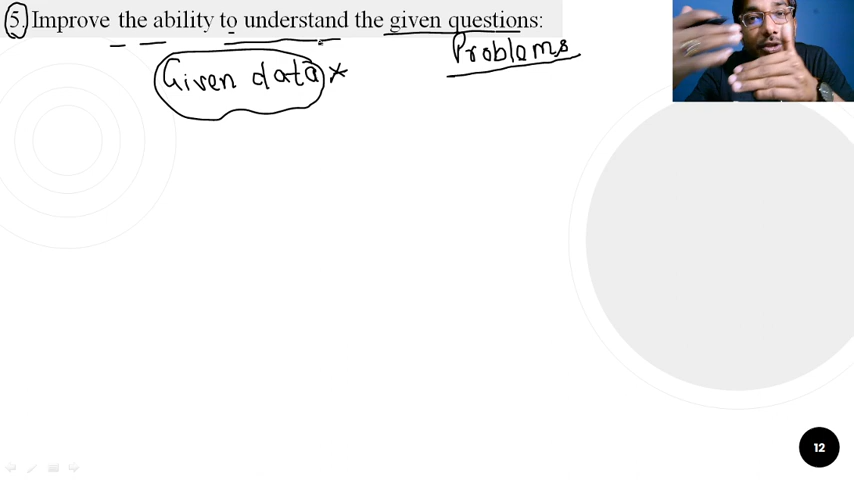 5. Improve the ability to understand the given questions:
Problems
Given data *
12